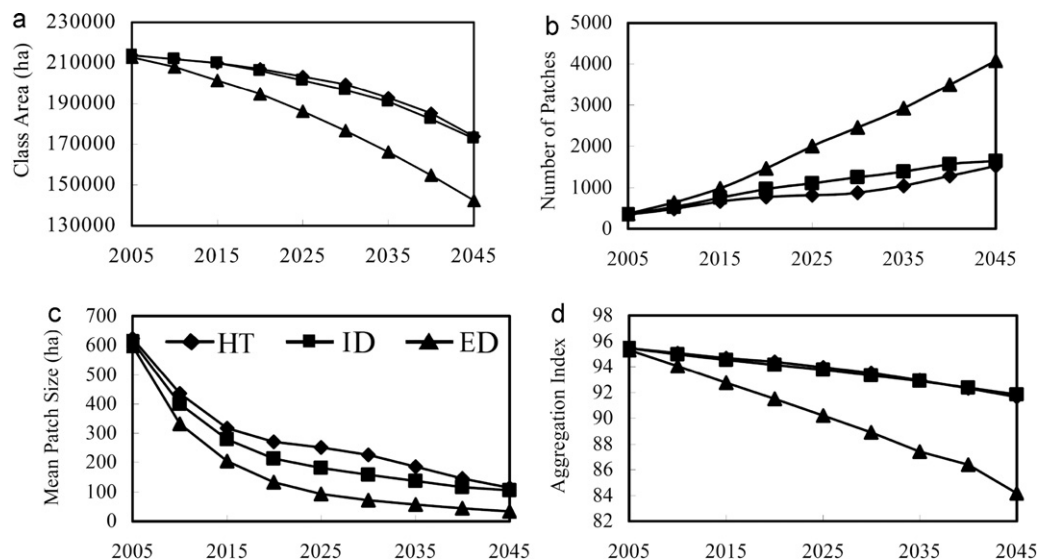 a
Class Area (ha)
230000
210000
190000
170000
150000
130000
2005 2015 2025 2035 2045
b
Number of Patches
5000
4000
3000
2000
1000
0
2005 2015 2025 2035 2045
c
Mean Patch Size (ha)
700
600
500
400
300
200
100
0
HT ID ED
2005 2015 2025 2035 2045
d
Aggregation Index
98
96
94
92
90
88
86
84
82
2005 2015 2025 2035 2045